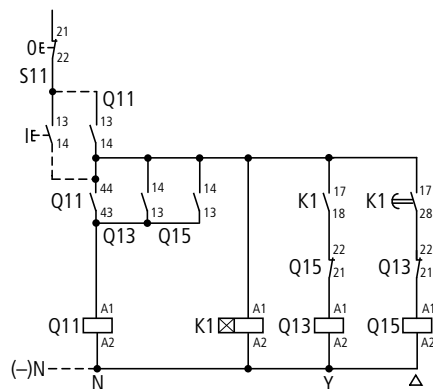 21
0E
22
S11
Q11
13 13
IE
14 14
44 14 14 17 17
Q11 K1 K1
43 13 13 18 28
Q13 Q15
22 22
Q15 Q13
21 21
A1 A1 A1 A1
Q11 K1 Q13 Q15
A2 A2 A2 A2
(–)N N Y Δ